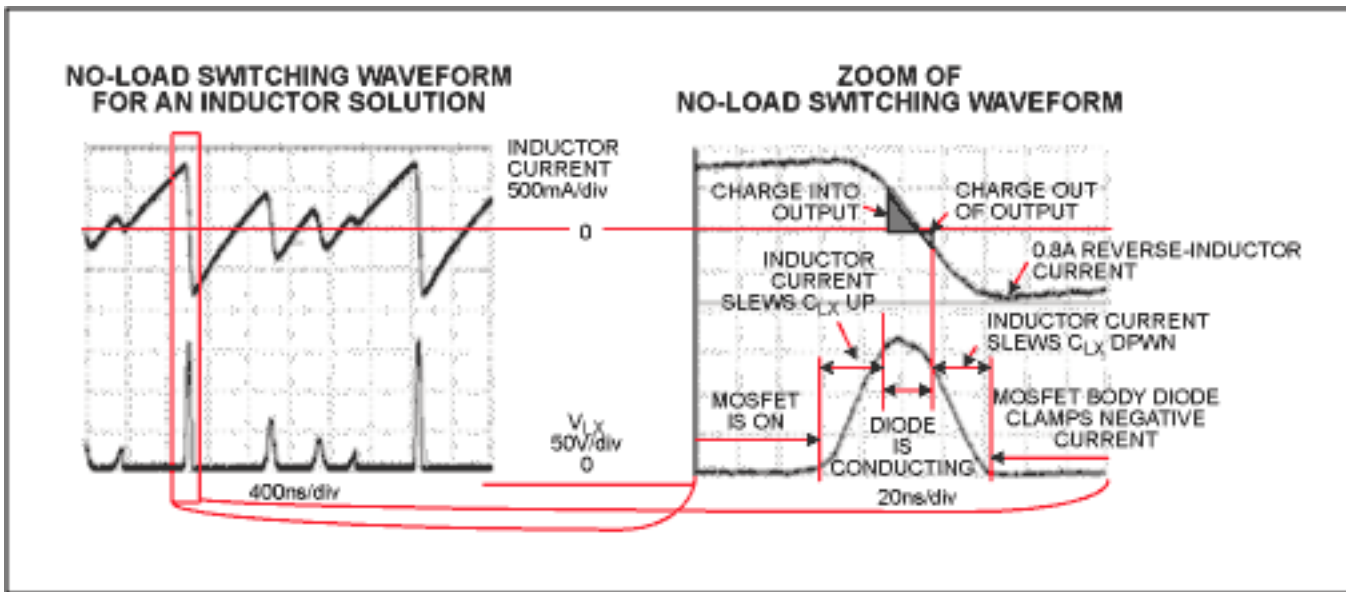 NO-LOAD SWITCHING WAVEFORM
FOR AN INDUCTOR SOLUTION
INDUCTOR
CURRENT
500mA/div
0
V_LX
50V/div
0
400ns/div
ZOOM OF
NO-LOAD SWITCHING WAVEFORM
CHARGE INTO
OUTPUT
CHARGE OUT
OF OUTPUT
0.8A REVERSE-INDUCTOR
CURRENT
INDUCTOR
CURRENT
SLEWS C_LX UP
INDUCTOR CURRENT
SLEWS C_LX DPWN
MOSFET
IS ON
DIODE
IS
CONDUCTING
MOSFET BODY DIODE
CLAMPS NEGATIVE
CURRENT
20ns/div